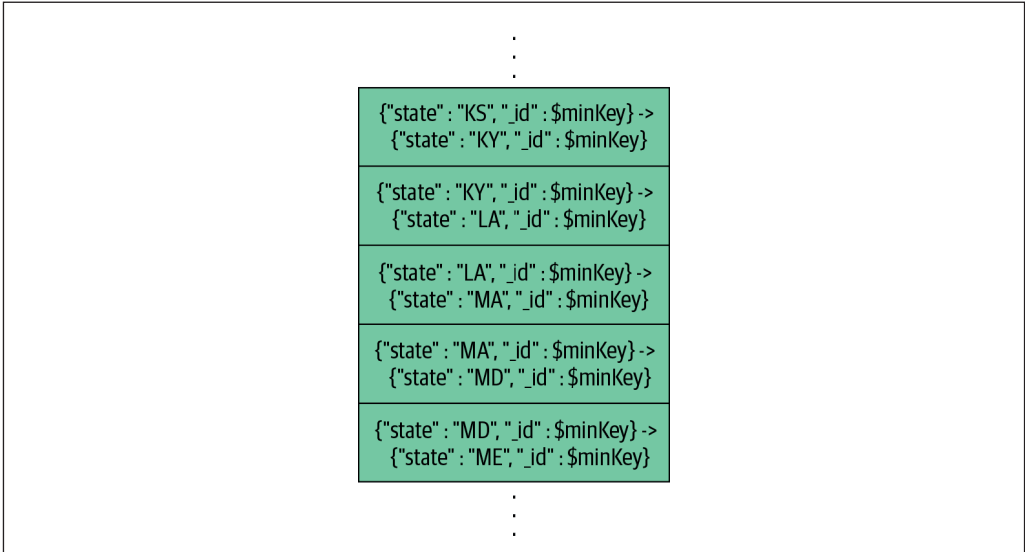 .
.
.
{"state" : "KS", "_id" : $minKey} ->
{"state" : "KY", "_id" : $minKey}
{"state" : "KY", "_id" : $minKey} ->
{"state" : "LA", "_id" : $minKey}
{"state" : "LA", "_id" : $minKey} ->
{"state" : "MA", "_id" : $minKey}
{"state" : "MA", "_id" : $minKey} ->
{"state" : "MD", "_id" : $minKey}
{"state" : "MD", "_id" : $minKey} ->
{"state" : "ME", "_id" : $minKey}
.
.
.